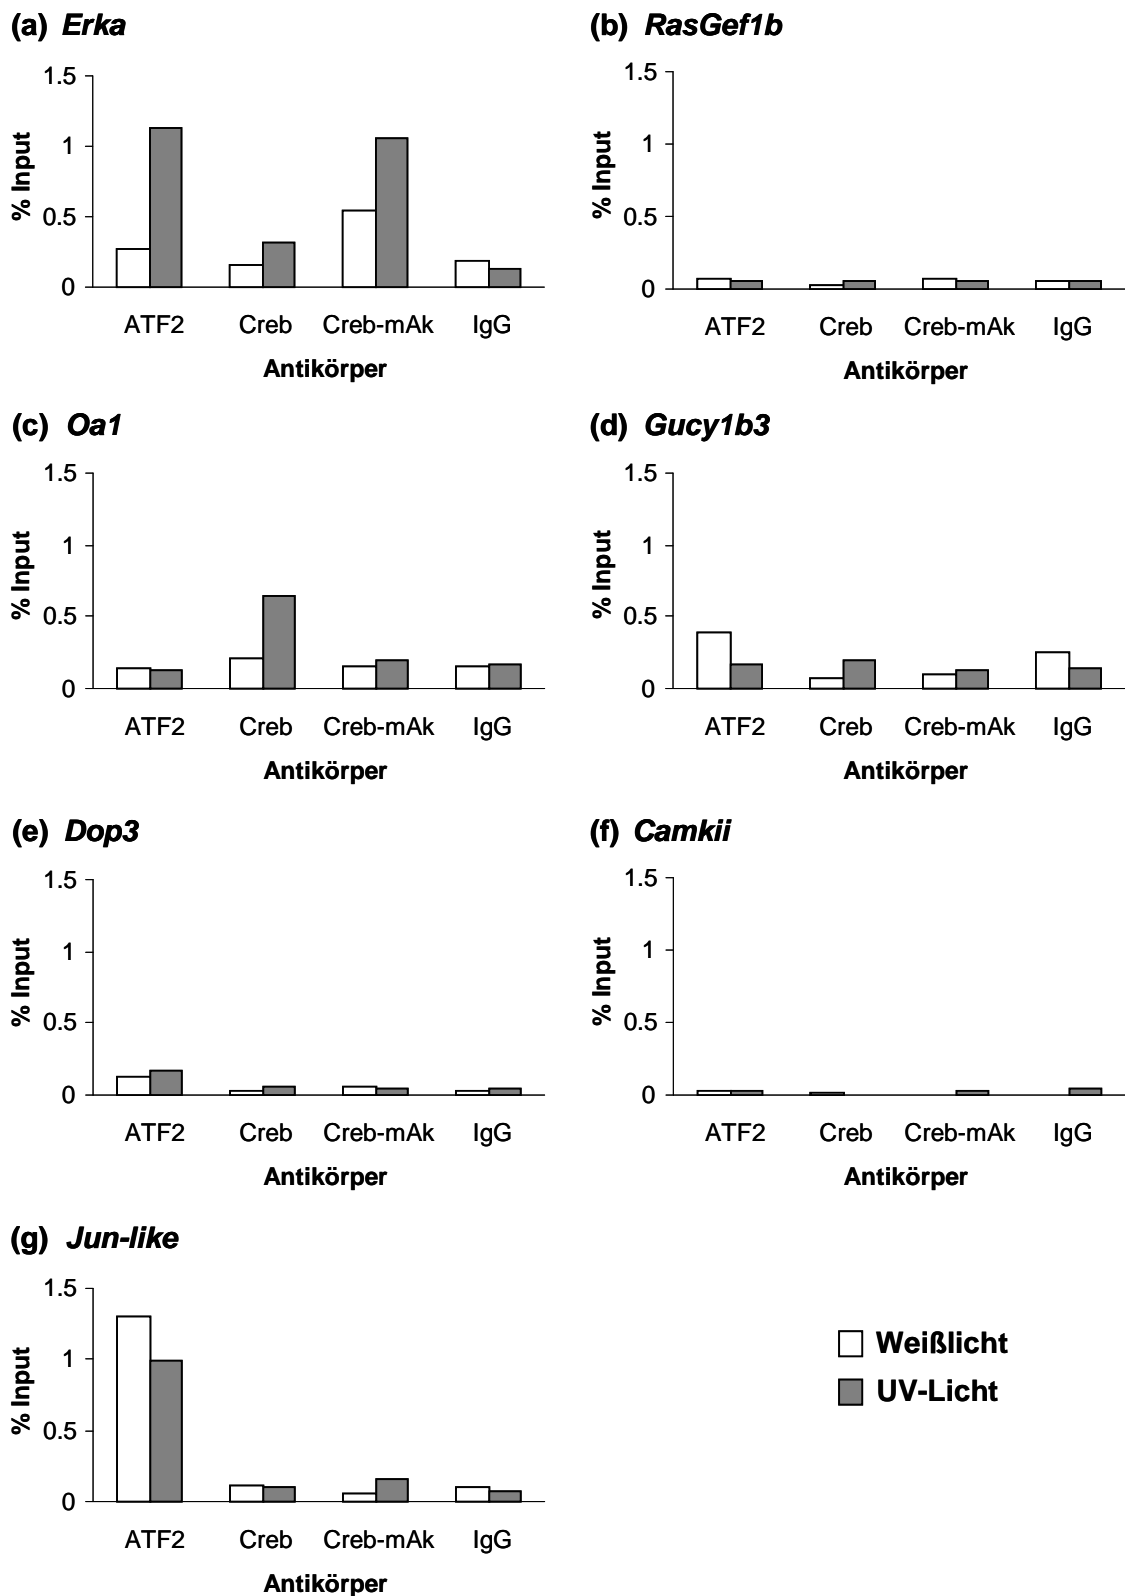 (a) Erka
1.5
1
0.5
0
% Input
ATF2 Creb Creb-mAk IgG
Antikörper
(b) RasGef1b
1.5
1
0.5
0
% Input
ATF2 Creb Creb-mAk IgG
Antikörper
(c) Oa1
1.5
1
0.5
0
% Input
ATF2 Creb Creb-mAk IgG
Antikörper
(d) Gucy1b3
1.5
1
0.5
0
% Input
ATF2 Creb Creb-mAk IgG
Antikörper
(e) Dop3
1.5
1
0.5
0
% Input
ATF2 Creb Creb-mAk IgG
Antikörper
(f) Camkii
1.5
1
0.5
0
% Input
ATF2 Creb Creb-mAk IgG
Antikörper
(g) Jun-like
1.5
1
0.5
0
% Input
ATF2 Creb Creb-mAk IgG
Antikörper
Weißlicht
UV-Licht